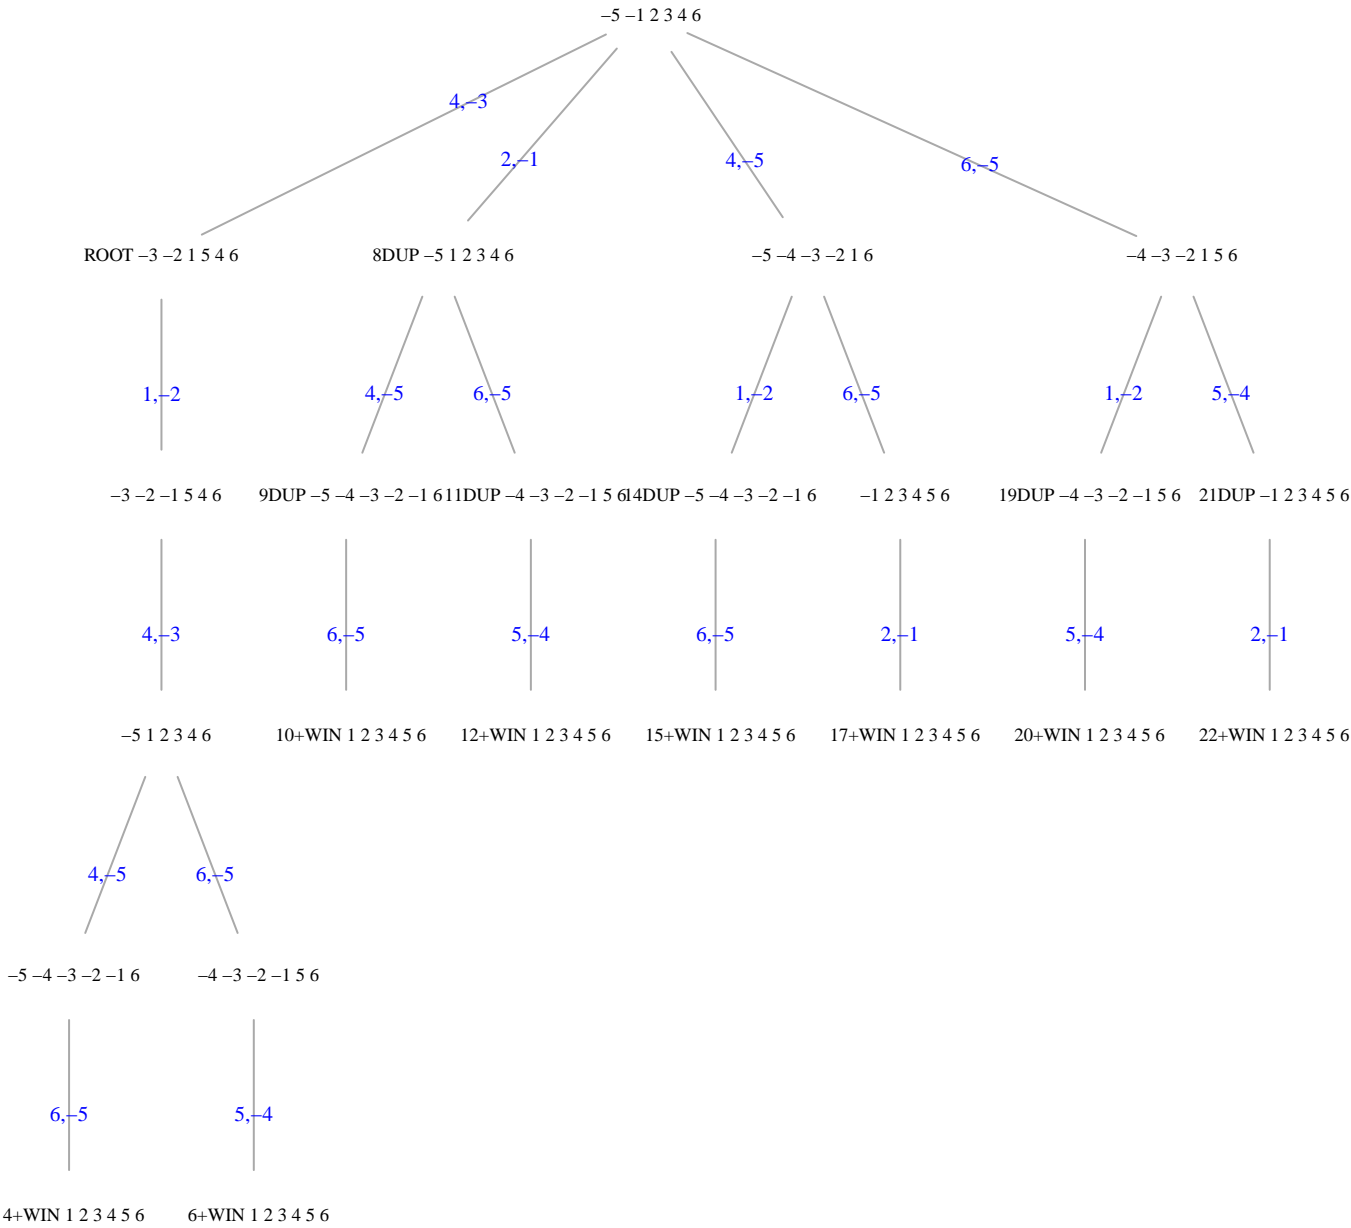 −5 −1 2 3 4 6
4,−3
2,−1
4,−5
6,−5
ROOT −3 −2 1 5 4 6
8DUP −5 1 2 3 4 6
−5 −4 −3 −2 1 6
−4 −3 −2 1 5 6
1,−2
4,−5
6,−5
1,−2
6,−5
1,−2
5,−4
−3 −2 −1 5 4 6
9DUP −5 −4 −3 −2 −1 6
11DUP −4 −3 −2 −1 5 6
14DUP −5 −4 −3 −2 −1 6
−1 2 3 4 5 6
19DUP −4 −3 −2 −1 5 6
21DUP −1 2 3 4 5 6
4,−3
6,−5
5,−4
6,−5
2,−1
5,−4
2,−1
−5 1 2 3 4 6
10+WIN 1 2 3 4 5 6
12+WIN 1 2 3 4 5 6
15+WIN 1 2 3 4 5 6
17+WIN 1 2 3 4 5 6
20+WIN 1 2 3 4 5 6
22+WIN 1 2 3 4 5 6
4,−5
6,−5
−5 −4 −3 −2 −1 6
−4 −3 −2 −1 5 6
6,−5
5,−4
4+WIN 1 2 3 4 5 6
6+WIN 1 2 3 4 5 6